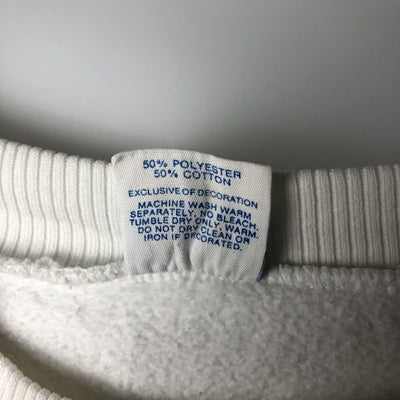 50% POLYESTER
50% COTTON
EXCLUSIVE OF DECORATION
MACHINE WASH WARM
SEPARATELY. NO BLEACH.
TUMBLE DRY ONLY, WARM.
DO NOT DRY CLEAN OR
IRON IF DECORATED.